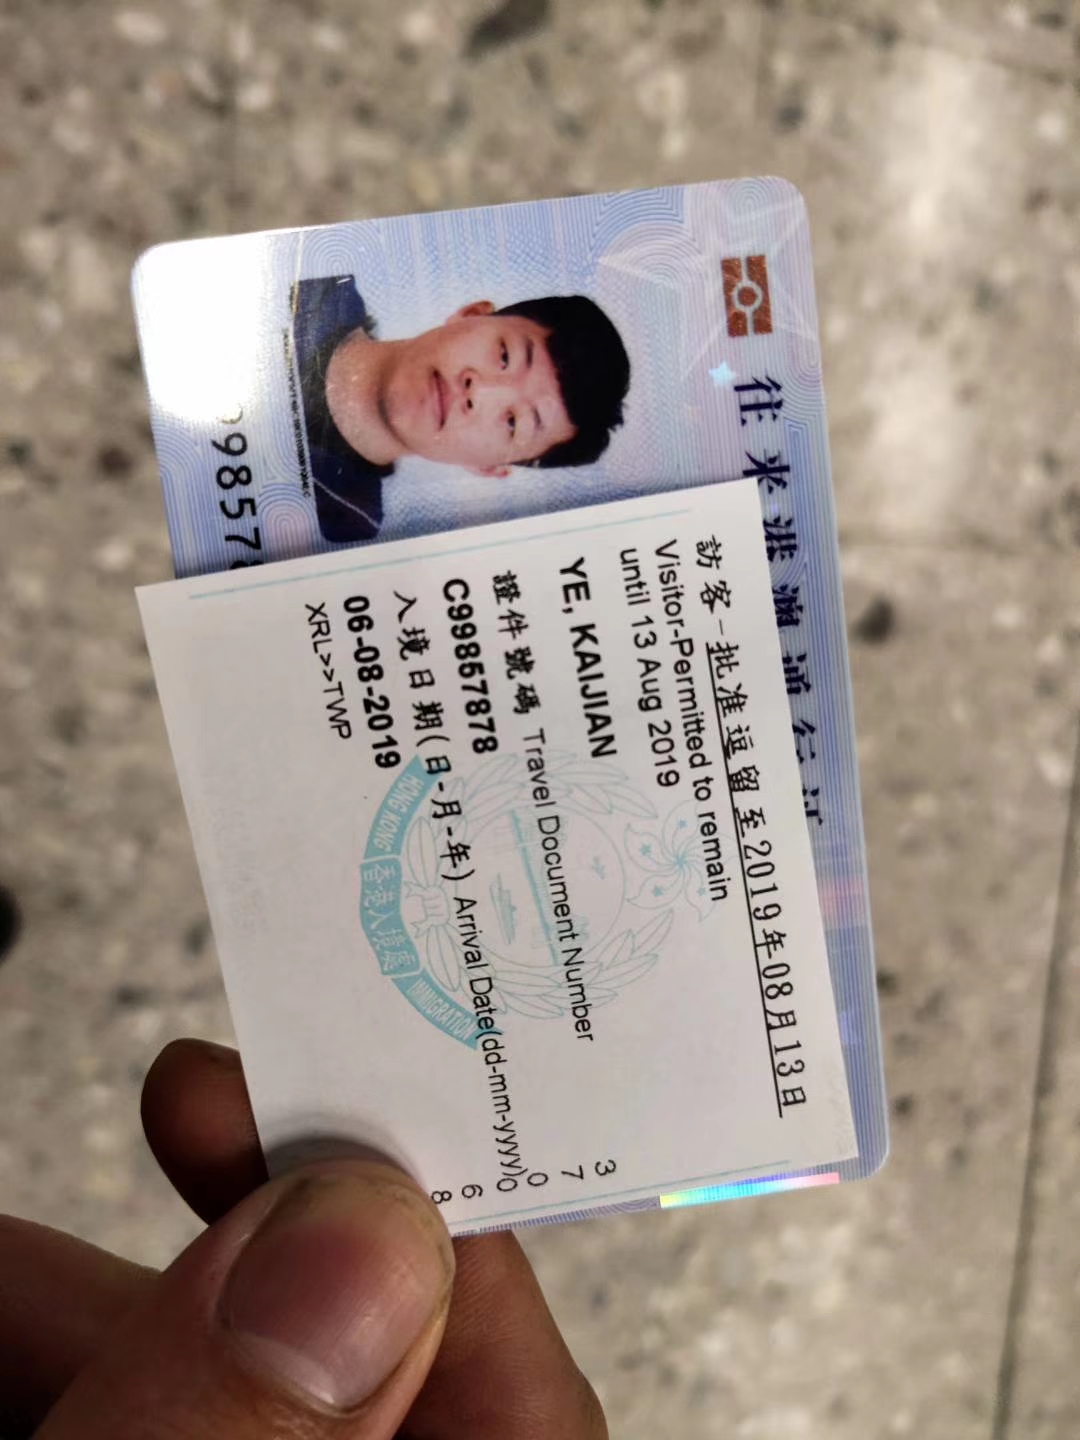 往来港澳通行证
98578
訪客-批准逗留至2019年08月13日
Visitor-Permitted to remain
until 13 Aug 2019
YE, KAIJIAN
證件號碼 Travel Document Number
C99857878
入境日期(日-月-年) Arrival Date(dd-mm-yyyy)
06-08-2019
XRL>>TWP
3
7
0
0
6
8
HONG KONG
香港入境處
IMMIGRATION